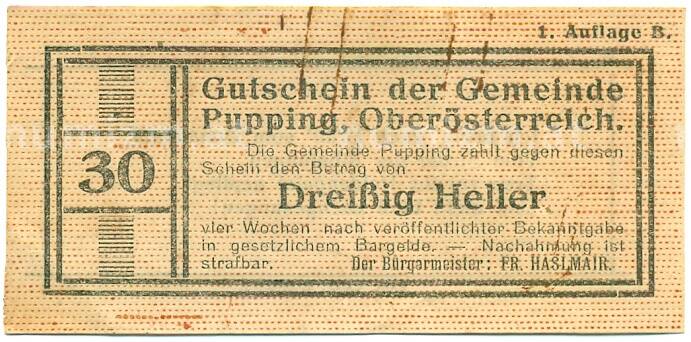 1. Auflage B.
Gutschein der Gemeinde
Pupping, Oberösterreich.
Die Gemeinde Pupping zahlt gegen diesen
Schein den Betrag von
30
Dreißig Heller
vier Wochen nach veröffentlichter Bekanntgabe
in gesetzlichem Bargelde. — Nachahmung ist
strafbar. Der Bürgermeister: FR. HASLMAIR.